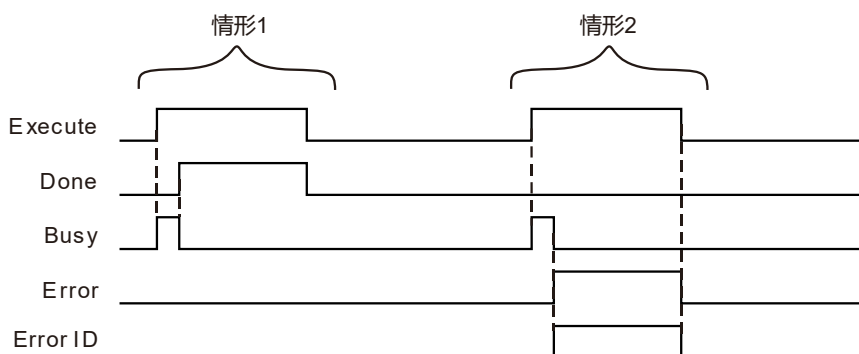 情形1
情形2
Execute
Done
Busy
Error
Error ID